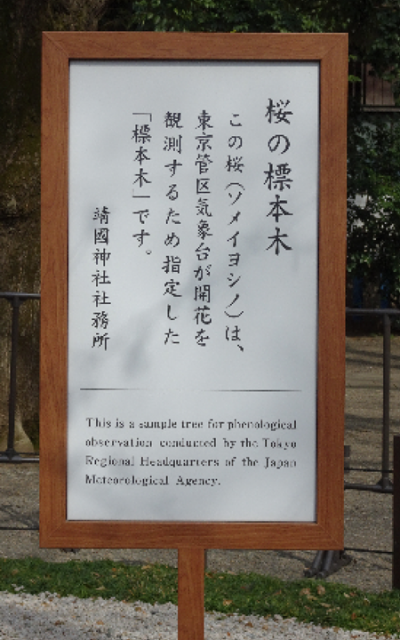 桜の標本木
この桜（ソメイヨシノ）は、
東京管区気象台が開花を
観測するため指定した
「標本木」です。
靖國神社社務所
This is a sample tree for phenological
observation conducted by the Tokyo
Regional Headquarters of the Japan
Meteorological Agency.